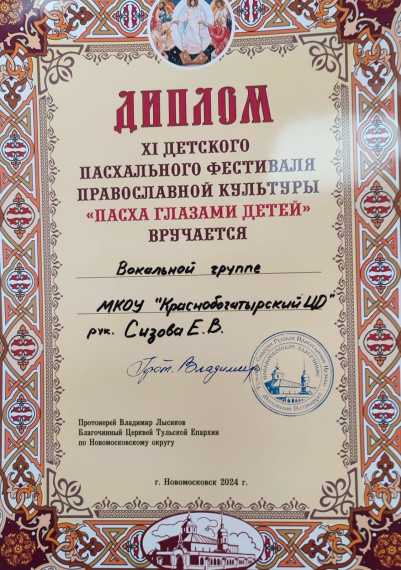 ДИПЛОМ
XI ДЕТСКОГО
ПАСХАЛЬНОГО ФЕСТИВАЛЯ
ПРАВОСЛАВНОЙ КУЛЬТУРЫ
«ПАСХА ГЛАЗАМИ ДЕТЕЙ»
ВРУЧАЕТСЯ
Вокальной группе
МКОУ "Краснобогатырский ЦО"
рук. Сизова Е.В.
Прот. Владимир
Протоиерей Владимир Лысиков
Благочинный Церквей Тульской Епархии
по Новомосковскому округу
г. Новомосковск 2024 г.